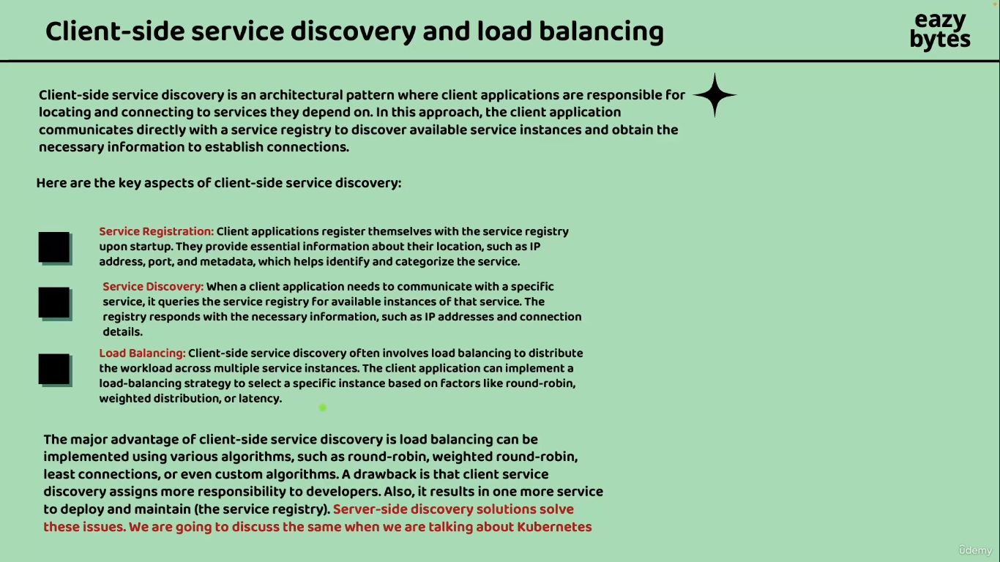 Client-side service discovery and load balancing
eazy
bytes
Client-side service discovery is an architectural pattern where client applications are responsible for
locating and connecting to services they depend on. In this approach, the client application
communicates directly with a service registry to discover available service instances and obtain the
necessary information to establish connections.
Here are the key aspects of client-side service discovery:
Service Registration: Client applications register themselves with the service registry
upon startup. They provide essential information about their location, such as IP
address, port, and metadata, which helps identify and categorize the service.
Service Discovery: When a client application needs to communicate with a specific
service, it queries the service registry for available instances of that service. The
registry responds with the necessary information, such as IP addresses and connection
details.
Load Balancing: Client-side service discovery often involves load balancing to distribute
the workload across multiple service instances. The client application can implement a
load-balancing strategy to select a specific instance based on factors like round-robin,
weighted distribution, or latency.
The major advantage of client-side service discovery is load balancing can be
implemented using various algorithms, such as round-robin, weighted round-robin,
least connections, or even custom algorithms. A drawback is that client service
discovery assigns more responsibility to developers. Also, it results in one more service
to deploy and maintain (the service registry). Server-side discovery solutions solve
these issues. We are going to discuss the same when we are talking about Kubernetes
udemy